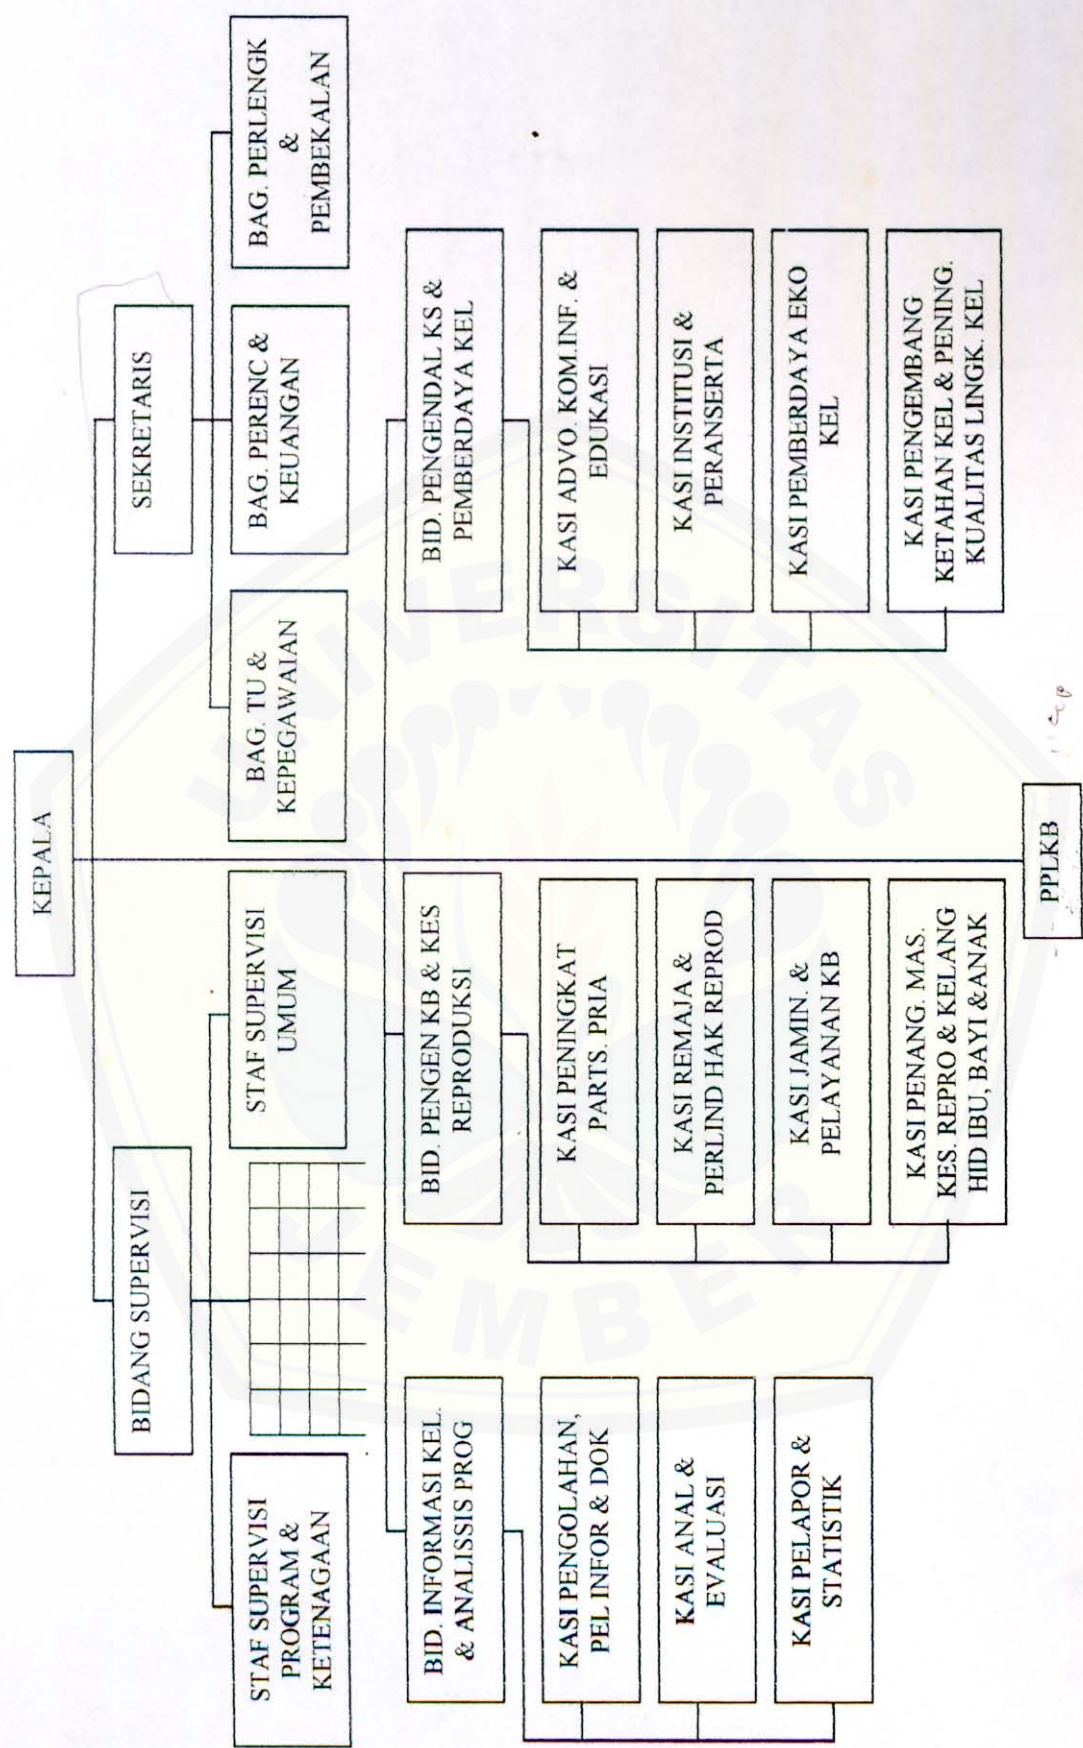 KEPALA
BIDANG SUPERVISI
SEKRETARIS
STAF SUPERVISI
PROGRAM &
KETENAGAAN
STAF SUPERVISI
UMUM
BAG. TU &
KEPEGAWAIAN
BAG. PERENC &
KEUANGAN
BAG. PERLENGK
&
PEMBEKALAN
BID. INFORMASI KEL.
& ANALISSIS PROG
KASI PENGOLAHAN,
PEL INFOR & DOK
KASI ANAL &
EVALUASI
KASI PELAPOR &
STATISTIK
BID. PENGEN KB & KES
REPRODUKSI
KASI PENINGKAT
PARTS. PRIA
KASI REMAJA &
PERLIND HAK REPROD
KASI JAMIN. &
PELAYANAN KB
KASI PENANG. MAS.
KES. REPRO & KELANG
HID IBU, BAYI & ANAK
BID. PENGENDAL KS &
PEMBERDAYA KEL
KASI ADVO. KOM.INF. &
EDUKASI
KASI INSTITUSI &
PERANSERTA
KASI PEMBERDAYA EKO
KEL
KASI PENGEMBANG
KETAHAN KEL & PENING.
KUALITAS LINGK. KEL
PPLKB
UNIVERSITAS
JEMBER